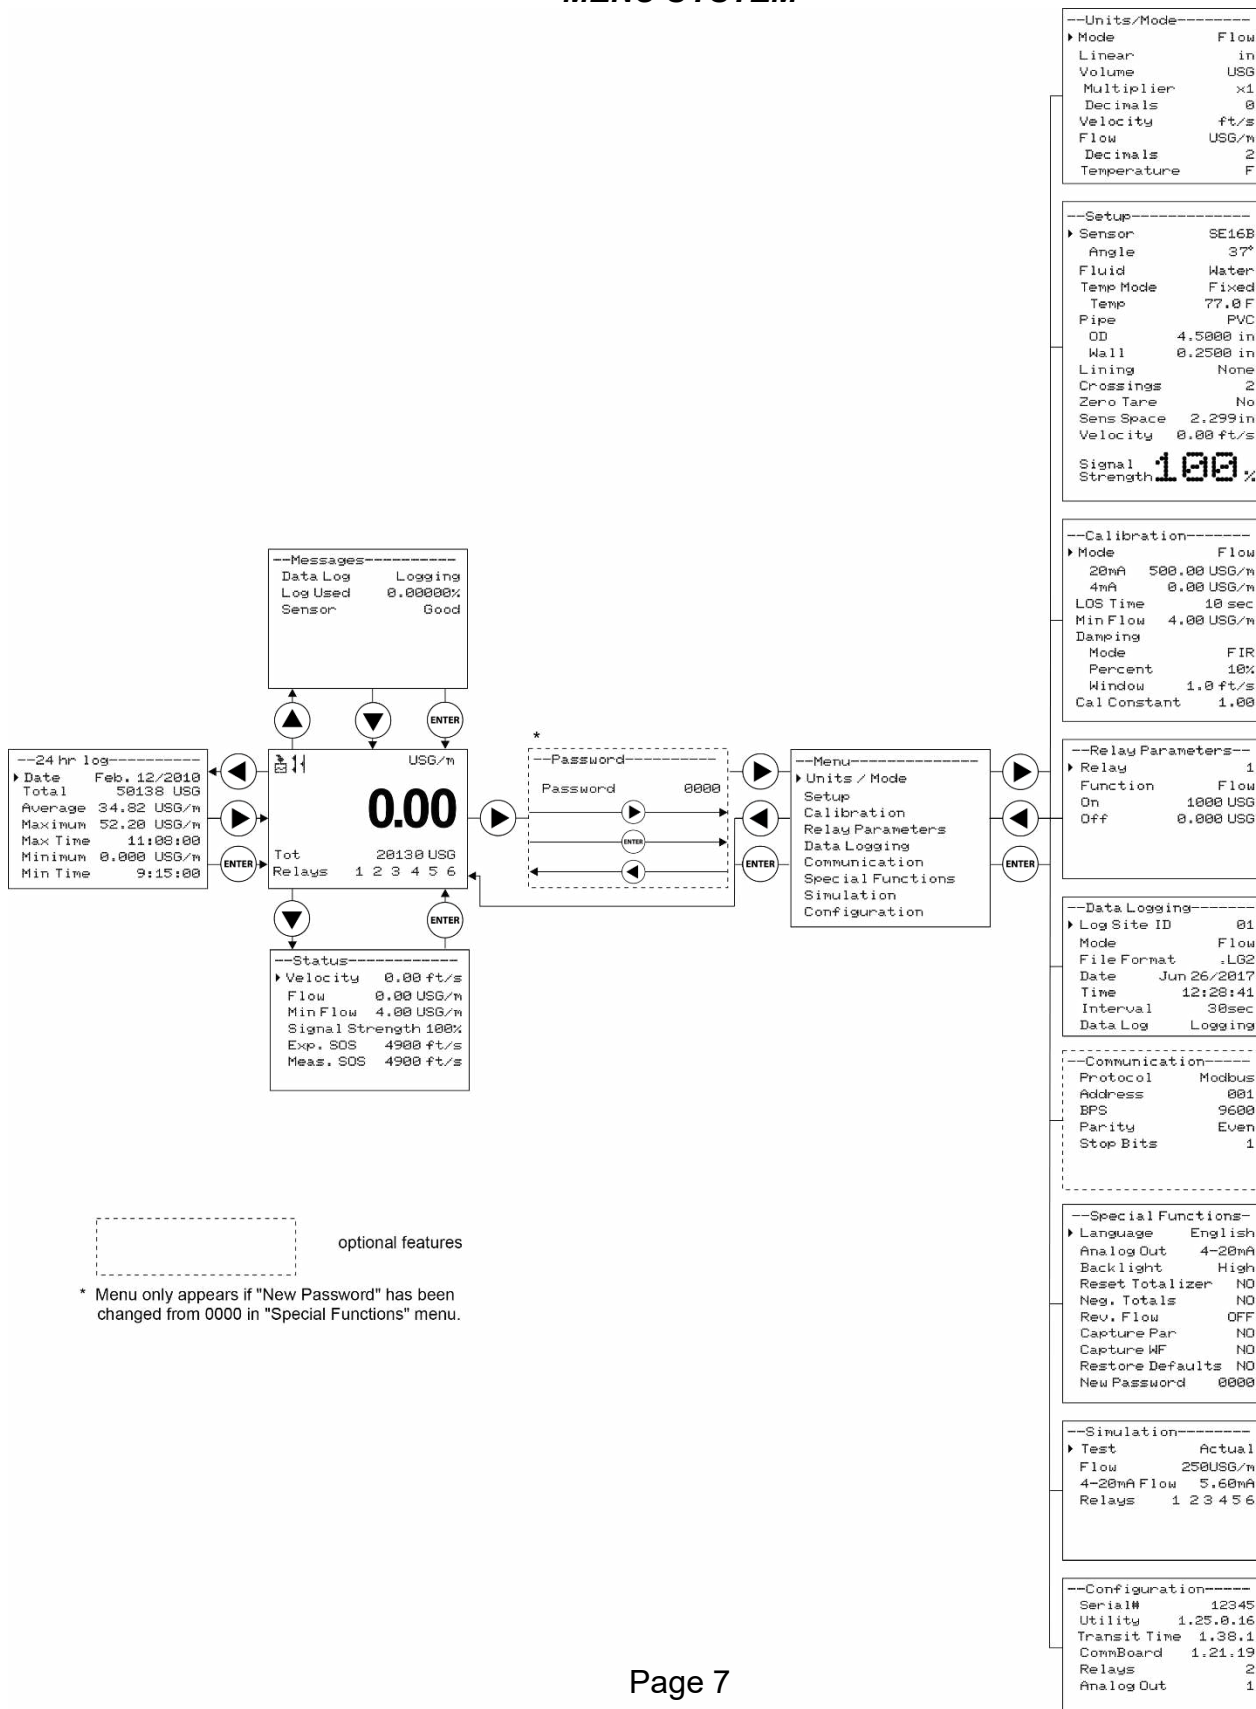 MENU SYSTEM
--Units/Mode--------
Mode Flow
Linear in
Volume USG
Multiplier x1
Decimals 0
Velocity ft/s
Flow USG/m
Decimals 2
Temperature F
--Setup-------------
Sensor SE16B
Angle 37°
Fluid Water
Temp Mode Fixed
Temp 77.0 F
Pipe PVC
OD 4.5000 in
Wall 0.2500 in
Lining None
Crossings 2
Zero Tare No
Sens Space 2.299in
Velocity 0.00 ft/s
Signal Strength 100%
--Calibration-------
Mode Flow
20mA 500.00 USG/m
4mA 0.00 USG/m
LOS Time 10 sec
Min Flow 4.00 USG/m
Damping
Mode FIR
Percent 10%
Window 1.0 ft/s
Cal Constant 1.00
--Messages----------
Data Log Logging
Log Used 0.00000%
Sensor Good
ENTER
--24 hr log----------
Date Feb. 12/2010
Total 50138 USG
Average 34.82 USG/m
Maximum 52.20 USG/m
Max Time 11:08:00
Minimum 0.000 USG/m
Min Time 9:15:00
ENTER
USG/m
0.00
Tot 20130 USG
Relays 1 2 3 4 5 6
*
--Password-----------
Password 0000
ENTER
ENTER
--Menu--------------
Units / Mode
Setup
Calibration
Relay Parameters
Data Logging
Communication
Special Functions
Simulation
Configuration
ENTER
--Relay Parameters--
Relay 1
Function Flow
On 1000 USG
Off 0.000 USG
ENTER
--Status------------
Velocity 0.00 ft/s
Flow 0.00 USG/m
Min Flow 4.00 USG/m
Signal Strength 100%
Exp. SOS 4900 ft/s
Meas. SOS 4900 ft/s
--Data Logging-------
Log Site ID 01
Mode Flow
File Format .LG2
Date Jun 26/2017
Time 12:28:41
Interval 30sec
Data Log Logging
--Communication-----
Protocol Modbus
Address 001
BPS 9600
Parity Even
Stop Bits 1
optional features
* Menu only appears if "New Password" has been
changed from 0000 in "Special Functions" menu.
--Special Functions-
Language English
Analog Out 4-20mA
Backlight High
Reset Totalizer NO
Neg. Totals NO
Rev. Flow OFF
Capture Par NO
Capture WF NO
Restore Defaults NO
New Password 0000
--Simulation--------
Test Actual
Flow 250USG/m
4-20mA Flow 5.60mA
Relays 1 2 3 4 5 6
--Configuration-----
Serial# 12345
Utility 1.25.0.16
Transit Time 1.38.1
CommBoard 1.21.19
Relays 2
Analog Out 1
Page 7